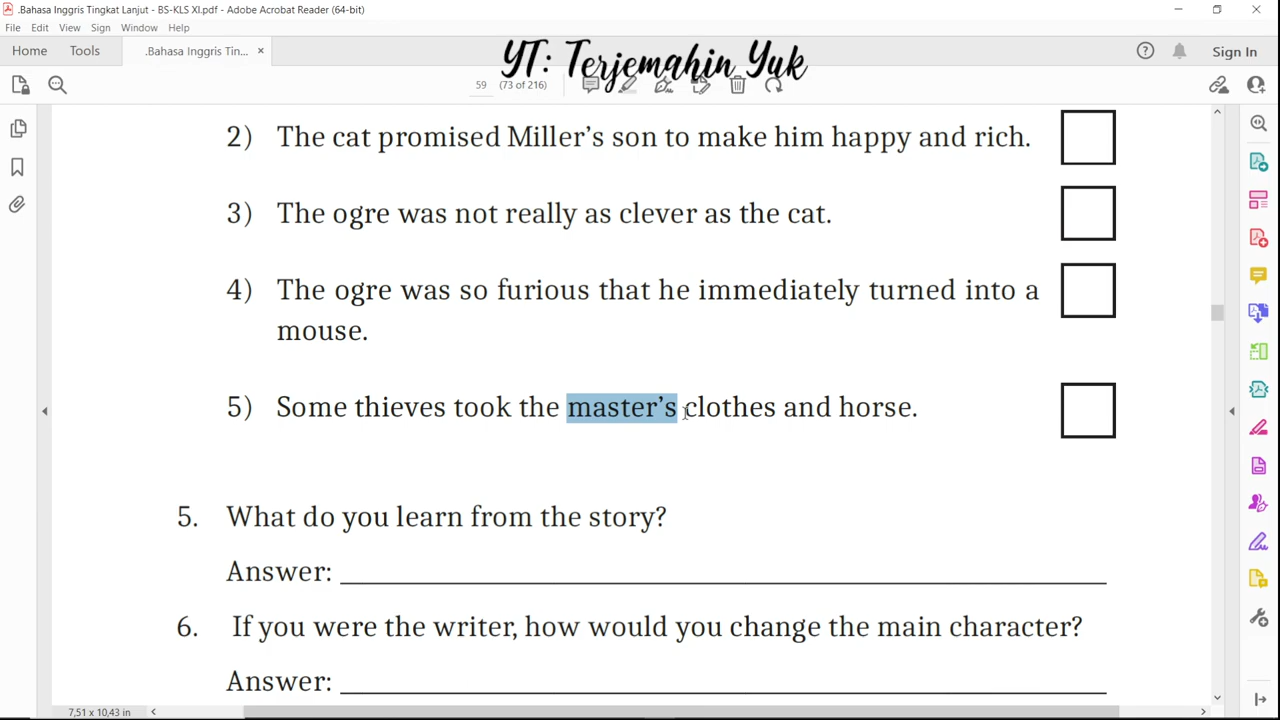 .Bahasa Inggris Tingkat Lanjut - BS-KLS XI.pdf - Adobe Acrobat Reader (64-bit)
File Edit View Sign Window Help
Home Tools .Bahasa Inggris Tin... × Sign In
YT: Terjemahin Yuk
59 (73 of 216)
2) The cat promised Miller’s son to make him happy and rich.
3) The ogre was not really as clever as the cat.
4) The ogre was so furious that he immediately turned into a
mouse.
5) Some thieves took the master’s clothes and horse.
5. What do you learn from the story?
Answer:
6. If you were the writer, how would you change the main character?
Answer:
7,51 x 10,43 in